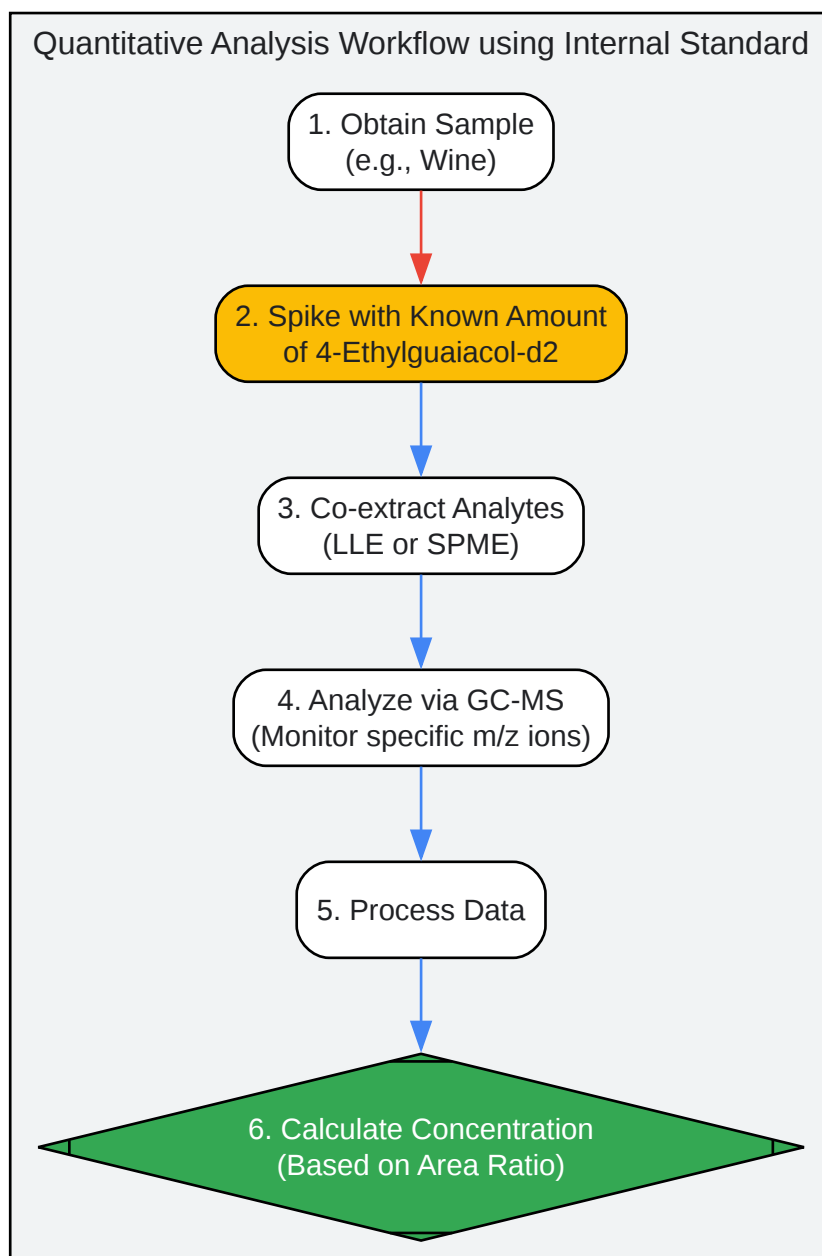 Quantitative Analysis Workflow using Internal Standard
1. Obtain Sample
(e.g., Wine)
2. Spike with Known Amount
of 4-Ethylguaiacol-d2
3. Co-extract Analytes
(LLE or SPME)
4. Analyze via GC-MS
(Monitor specific m/z ions)
5. Process Data
6. Calculate Concentration
(Based on Area Ratio)